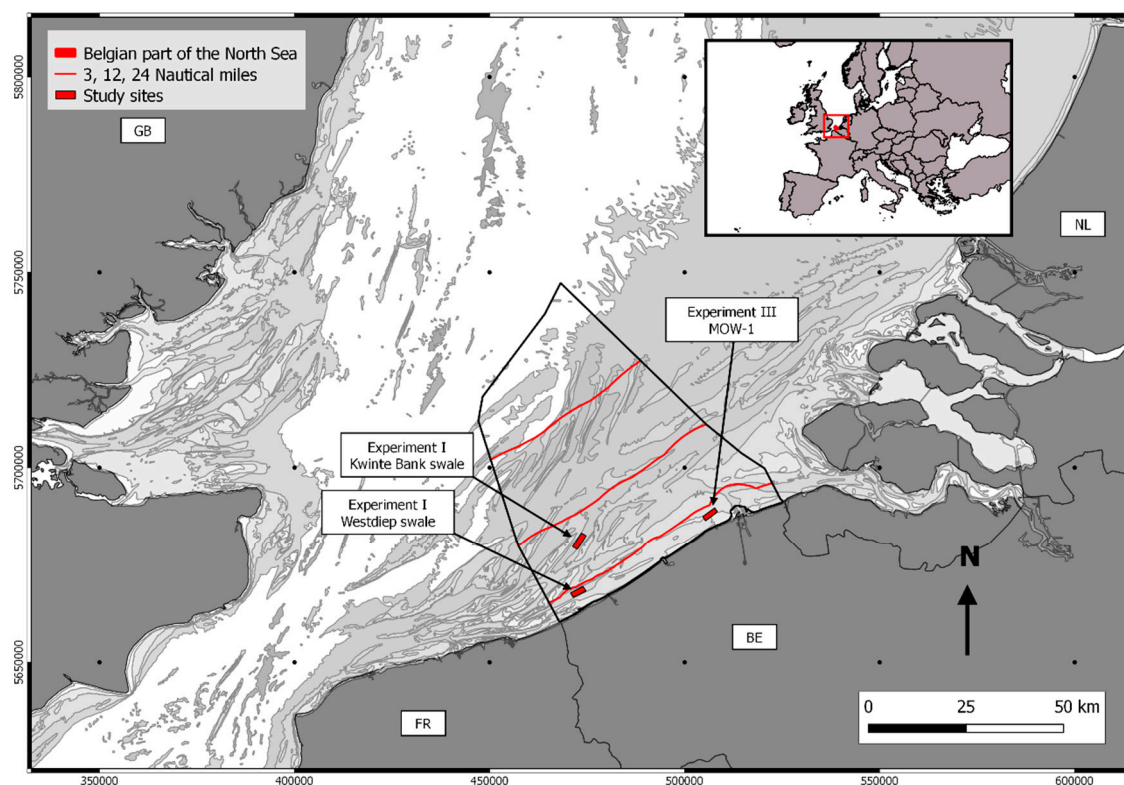 Belgian part of the North Sea
3, 12, 24 Nautical miles
Study sites
GB
NL
Experiment III
MOW-1
Experiment I
Kwinte Bank swale
Experiment I
Westdiep swale
N
BE
FR
0 25 50 km
5800000
5750000
5700000
5650000
350000 400000 450000 500000 550000 600000